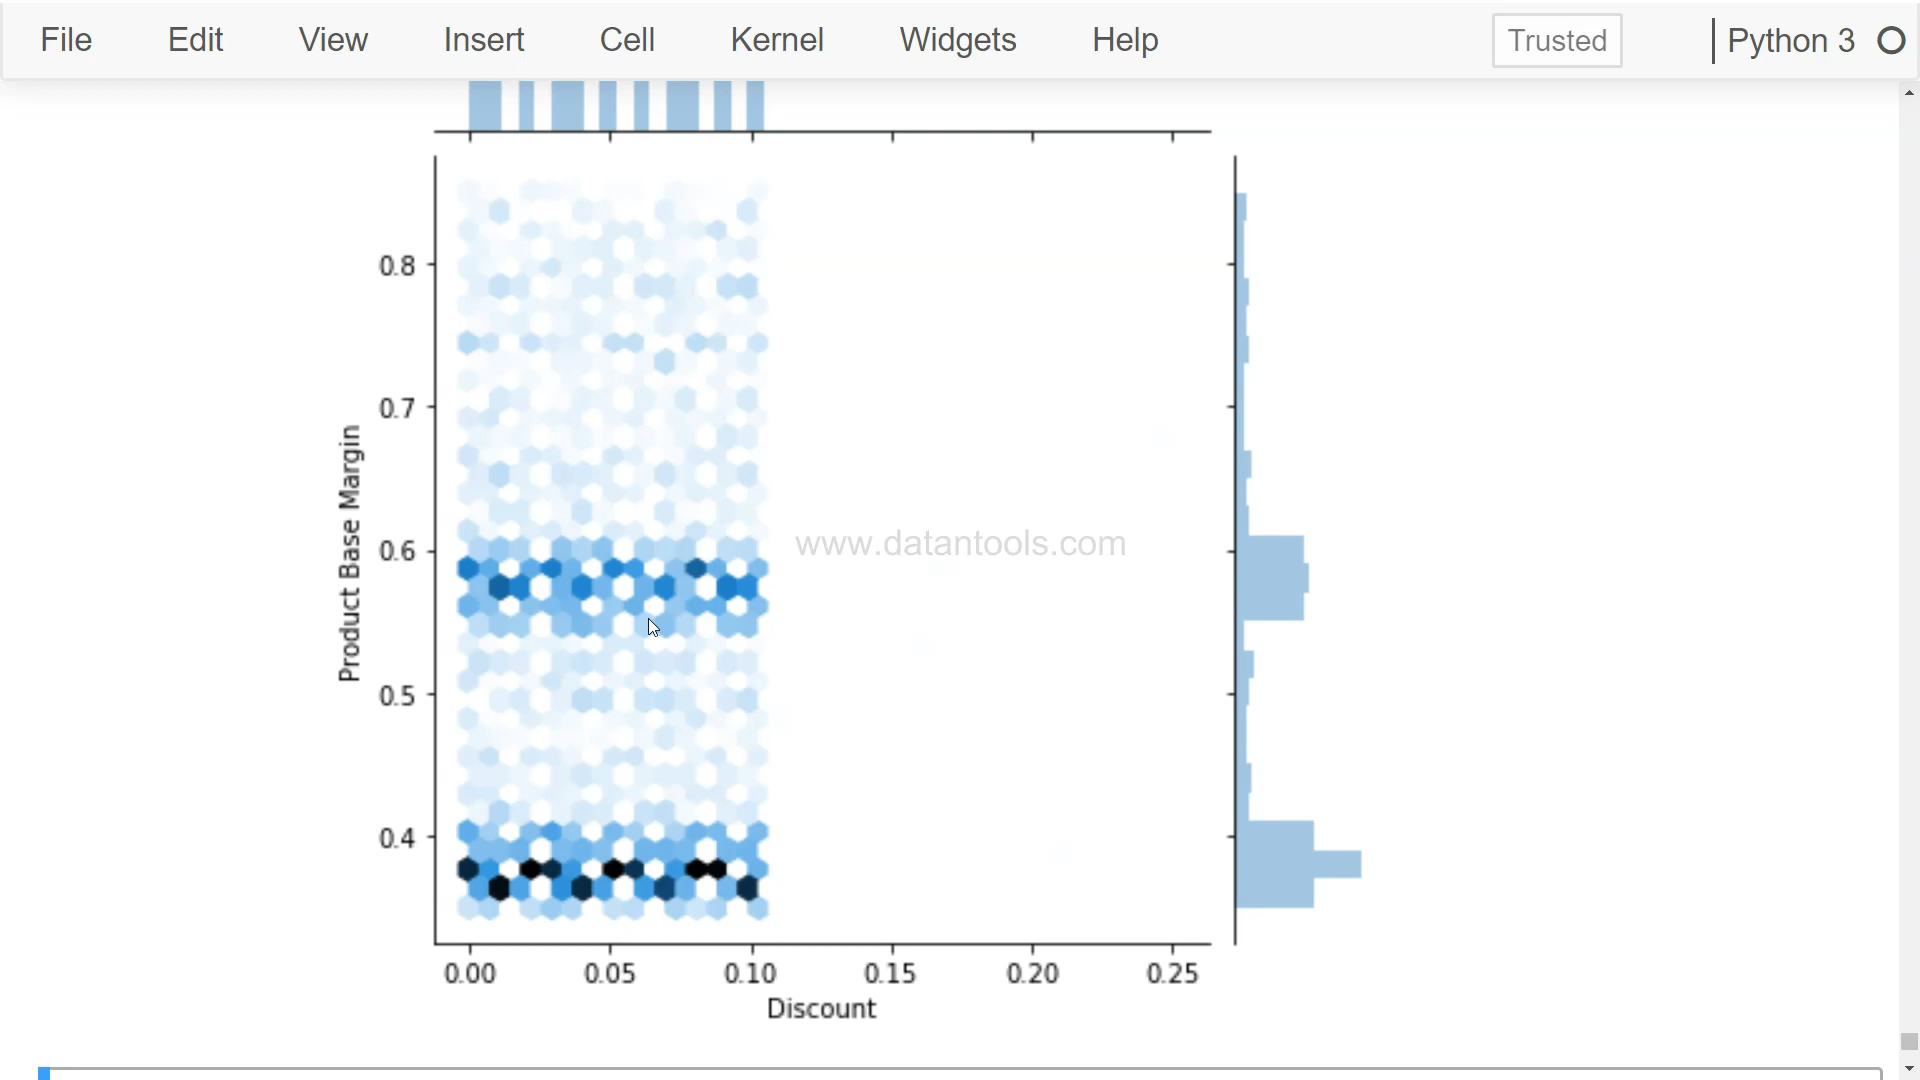 File Edit View Insert Cell Kernel Widgets Help Trusted Python 3
0.8
0.7
0.6
0.5
0.4
Product Base Margin
www.datantools.com
0.00 0.05 0.10 0.15 0.20 0.25
Discount